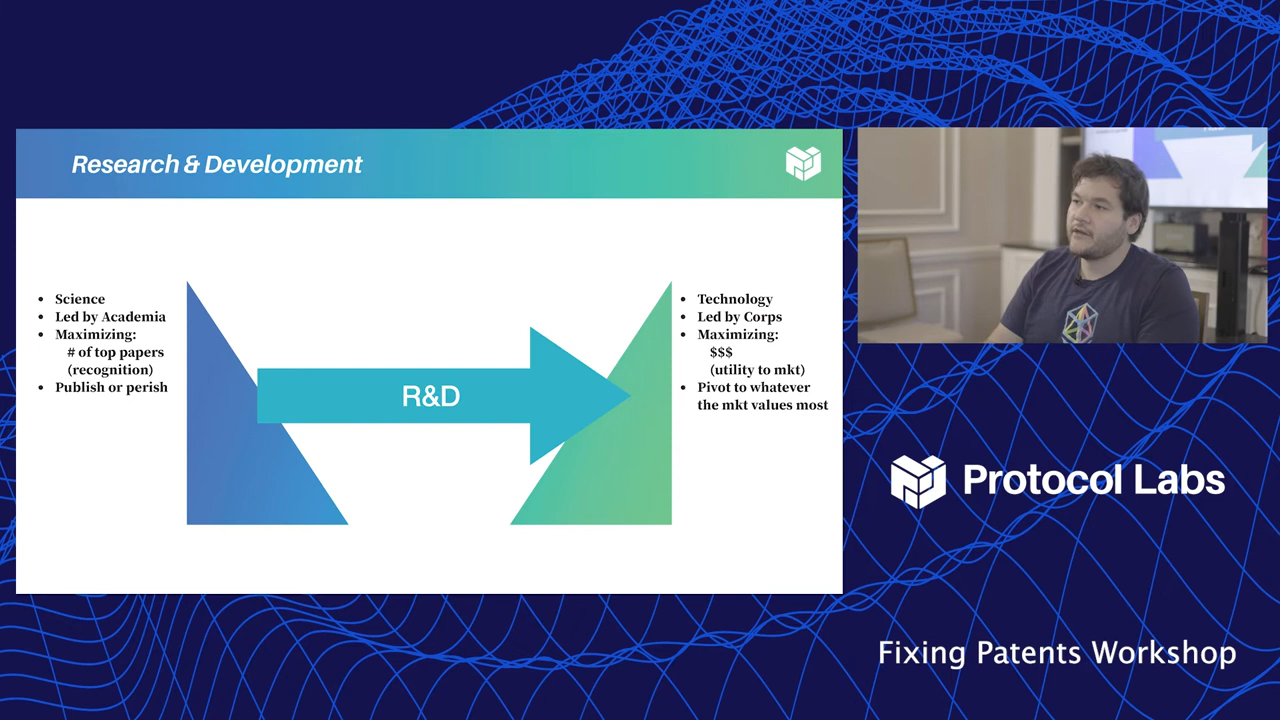 Research & Development
• Science
• Led by Academia
• Maximizing:
# of top papers
(recognition)
• Publish or perish
R&D
• Technology
• Led by Corps
• Maximizing:
$$$
(utility to mkt)
• Pivot to whatever
the mkt values most
Protocol Labs
Fixing Patents Workshop